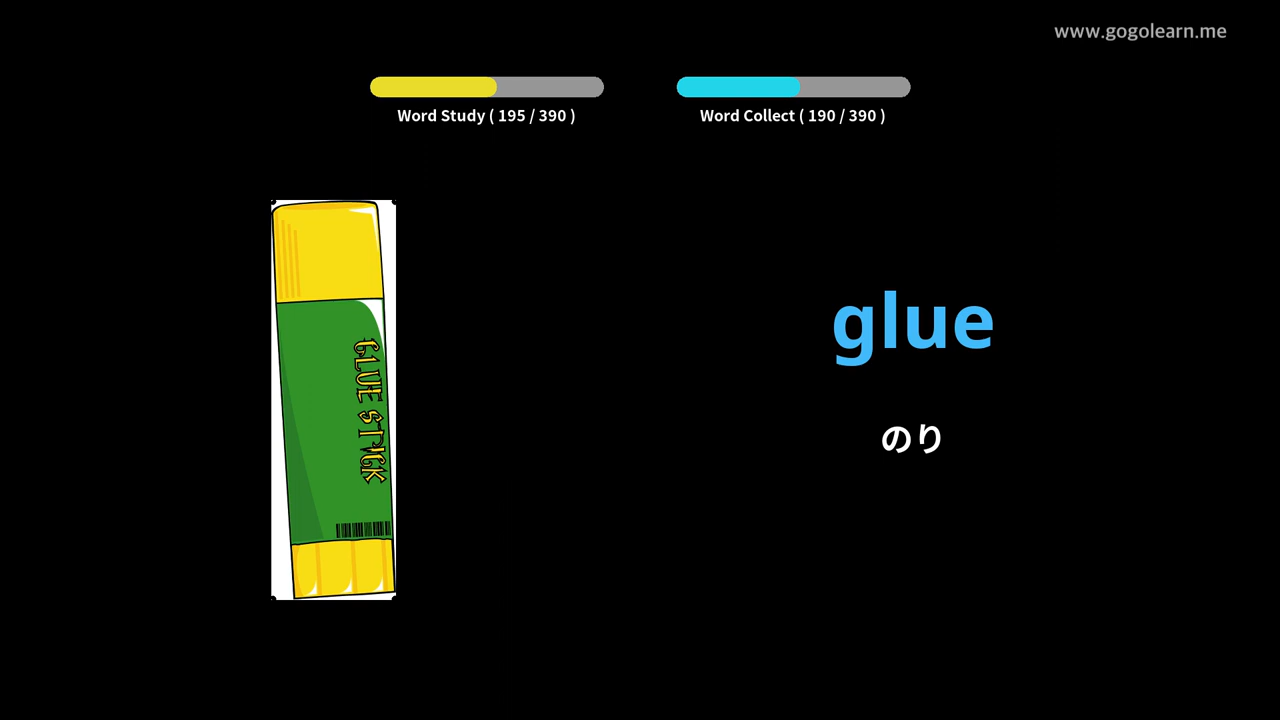 www.gogolearn.me
Word Study ( 195 / 390 )
Word Collect ( 190 / 390 )
GLUE STICK
glue
のり